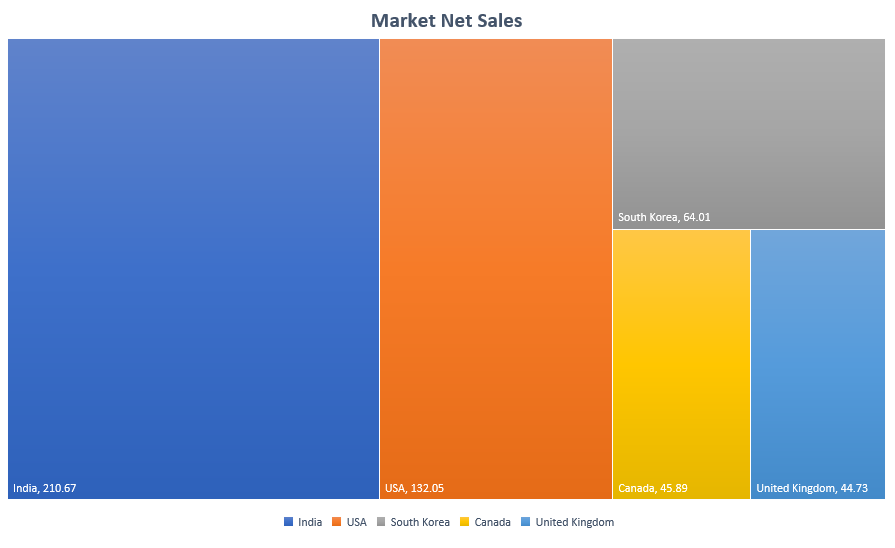 Market Net Sales
South Korea, 64.01
India, 210.67
USA, 132.05
Canada, 45.89
United Kingdom, 44.73
India USA South Korea Canada United Kingdom